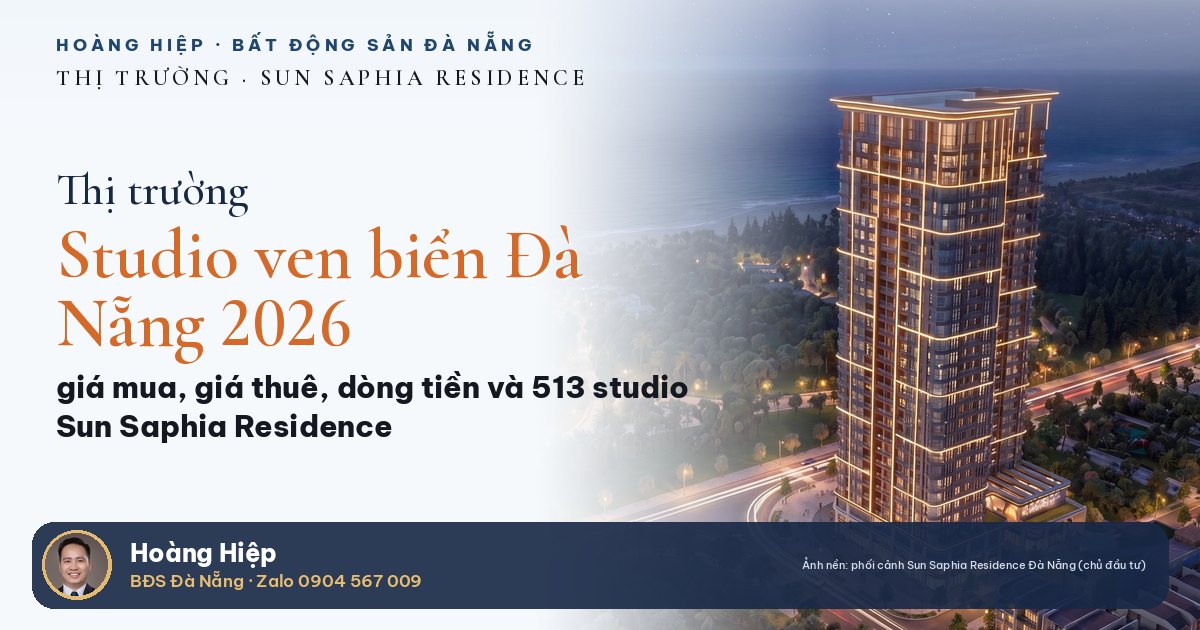 HOÀNG HIỆP · BẤT ĐỘNG SẢN ĐÀ NẴNG
THỊ TRƯỜNG · SUN SAPHIA RESIDENCE
Thị trường
Studio ven biển Đà
Nẵng 2026
giá mua, giá thuê, dòng tiền và 513 studio
Sun Saphia Residence
Hoàng Hiệp
BĐS Đà Nẵng · Zalo 0904 567 009
Ảnh nền: phối cảnh Sun Saphia Residence Đà Nẵng (chủ đầu tư)